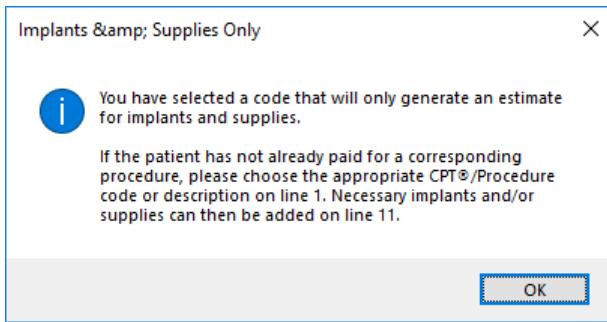 Implants &amp; Supplies Only
You have selected a code that will only generate an estimate
for implants and supplies.
If the patient has not already paid for a corresponding
procedure, please choose the appropriate CPT®/Procedure
code or description on line 1. Necessary implants and/or
supplies can then be added on line 11.
OK